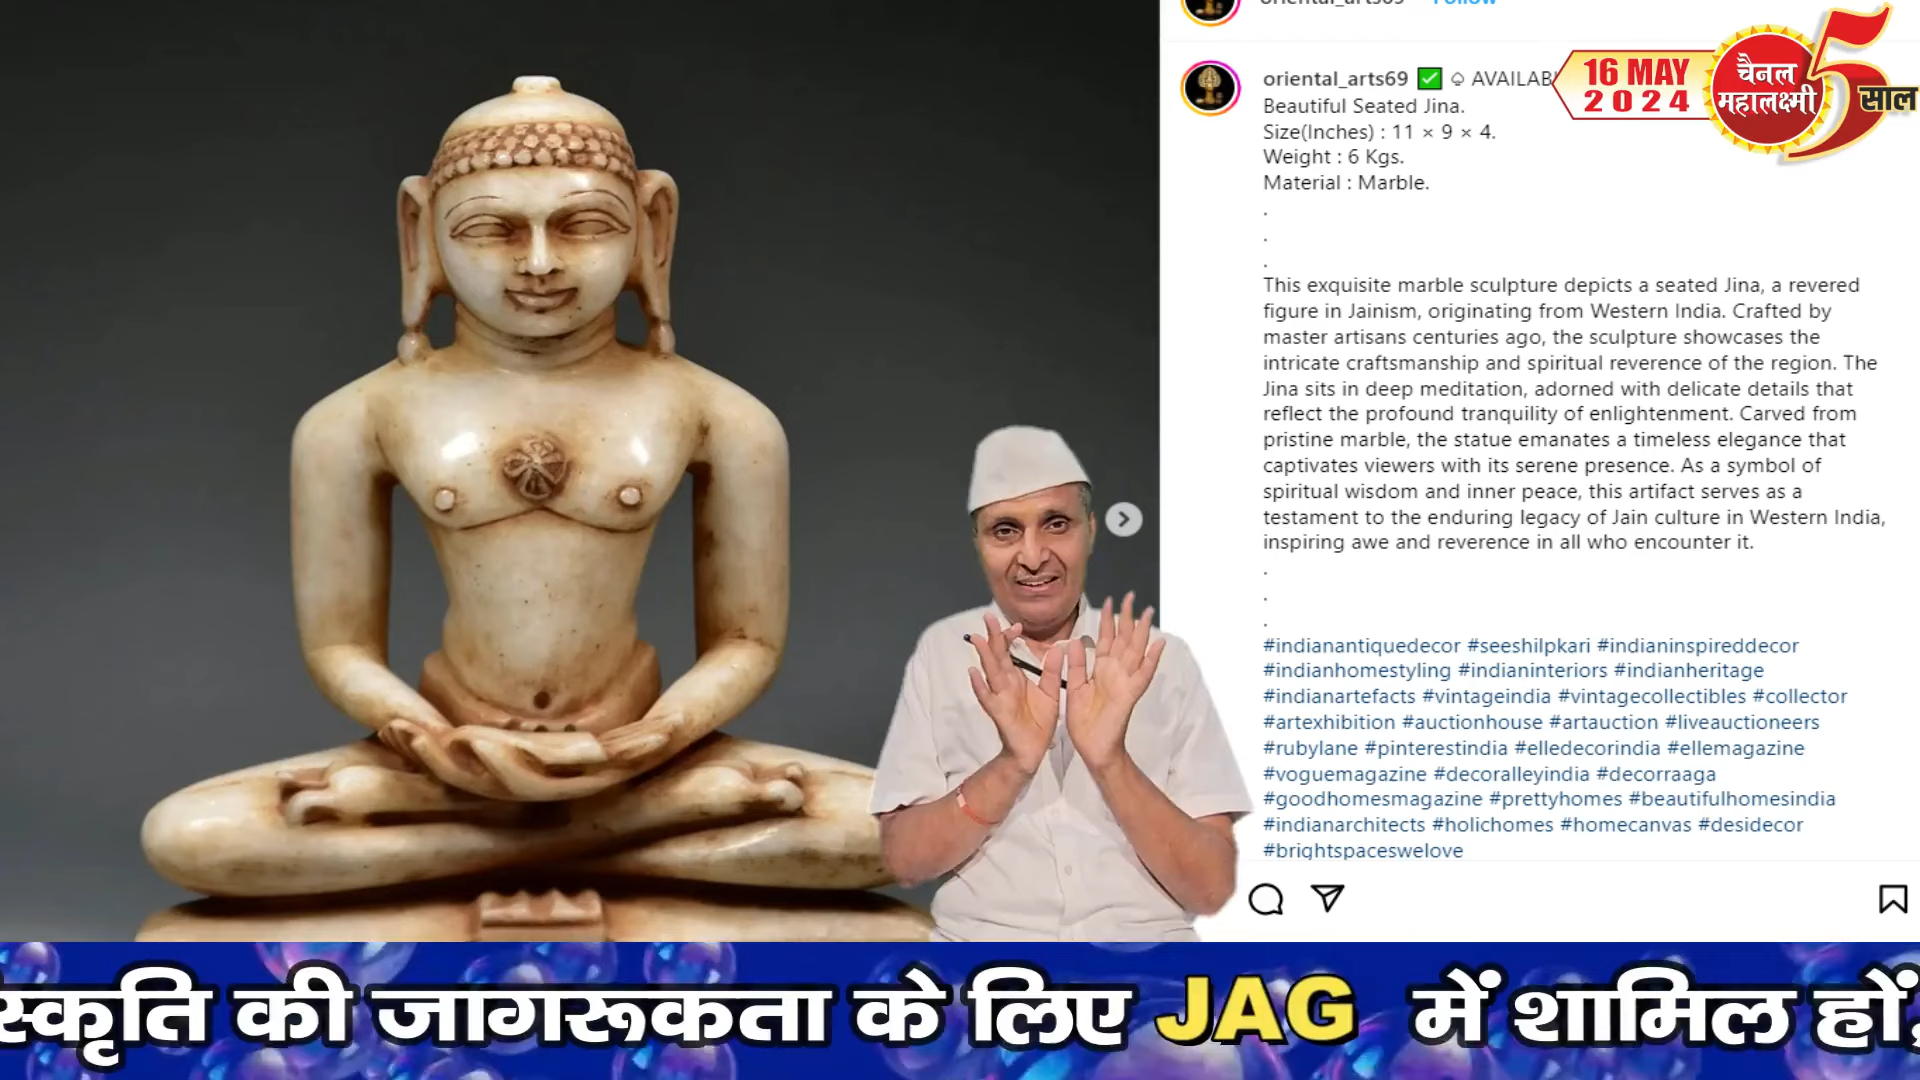 oriental_arts69 Follow
oriental_arts69 ✅ ♤ AVAILAB
Beautiful Seated Jina.
Size(Inches) : 11 × 9 × 4.
Weight : 6 Kgs.
Material : Marble.
.
.
.
This exquisite marble sculpture depicts a seated Jina, a revered
figure in Jainism, originating from Western India. Crafted by
master artisans centuries ago, the sculpture showcases the
intricate craftsmanship and spiritual reverence of the region. The
Jina sits in deep meditation, adorned with delicate details that
reflect the profound tranquility of enlightenment. Carved from
pristine marble, the statue emanates a timeless elegance that
captivates viewers with its serene presence. As a symbol of
spiritual wisdom and inner peace, this artifact serves as a
testament to the enduring legacy of Jain culture in Western India,
inspiring awe and reverence in all who encounter it.
.
.
.
#indianantiquedecor #seeshilpkari #indianinspireddecor
#indianhomestyling #indianinteriors #indianheritage
#indianartefacts #vintageindia #vintagecollectibles #collector
#artexhibition #auctionhouse #artauction #liveauctioneers
#rubylane #pinterestindia #elledecorindia #ellemagazine
#voguemagazine #decoralleyindia #decorraaga
#goodhomesmagazine #prettyhomes #beautifulhomesindia
#indianarchitects #holichomes #homecanvas #desidecor
#brightspaceswelove
16 MAY
2024
चैनल
महालक्ष्मी
5 साल
स्कृति की जागरूकता के लिए JAG में शामिल हों,